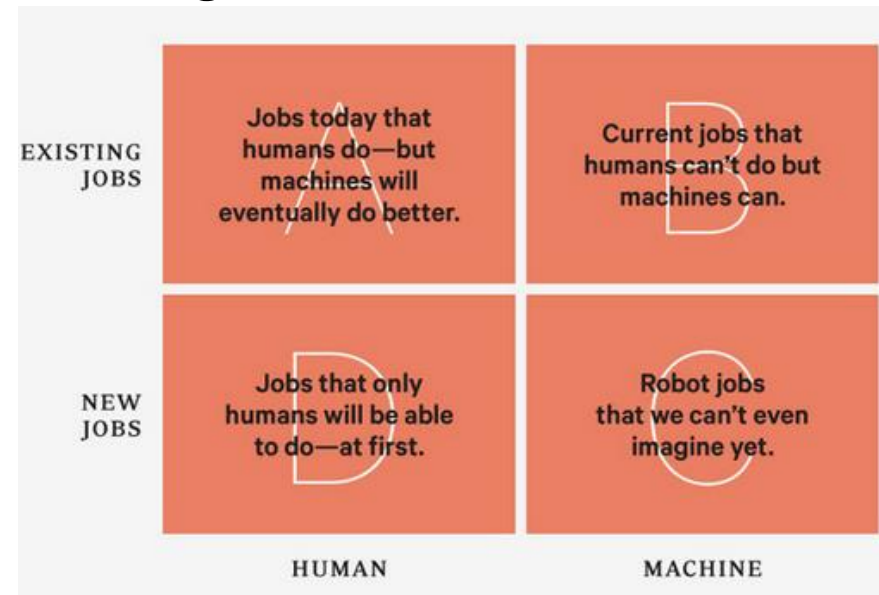 EXISTING
JOBS
A
Jobs today that
humans do—but
machines will
eventually do better.
B
Current jobs that
humans can't do but
machines can.
NEW
JOBS
D
Jobs that only
humans will be able
to do—at first.
C
Robot jobs
that we can't even
imagine yet.
HUMAN
MACHINE